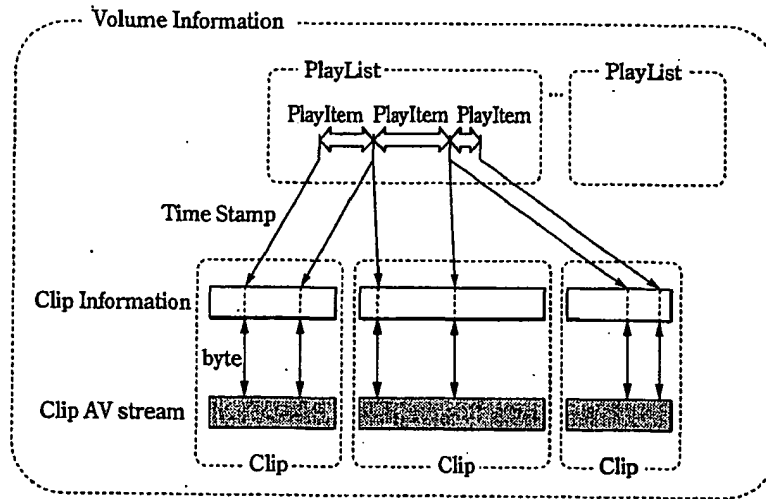 Volume Information
PlayList
...
PlayList
PlayItem PlayItem PlayItem
Time Stamp
Clip Information
byte
Clip AV stream
Clip
Clip
Clip